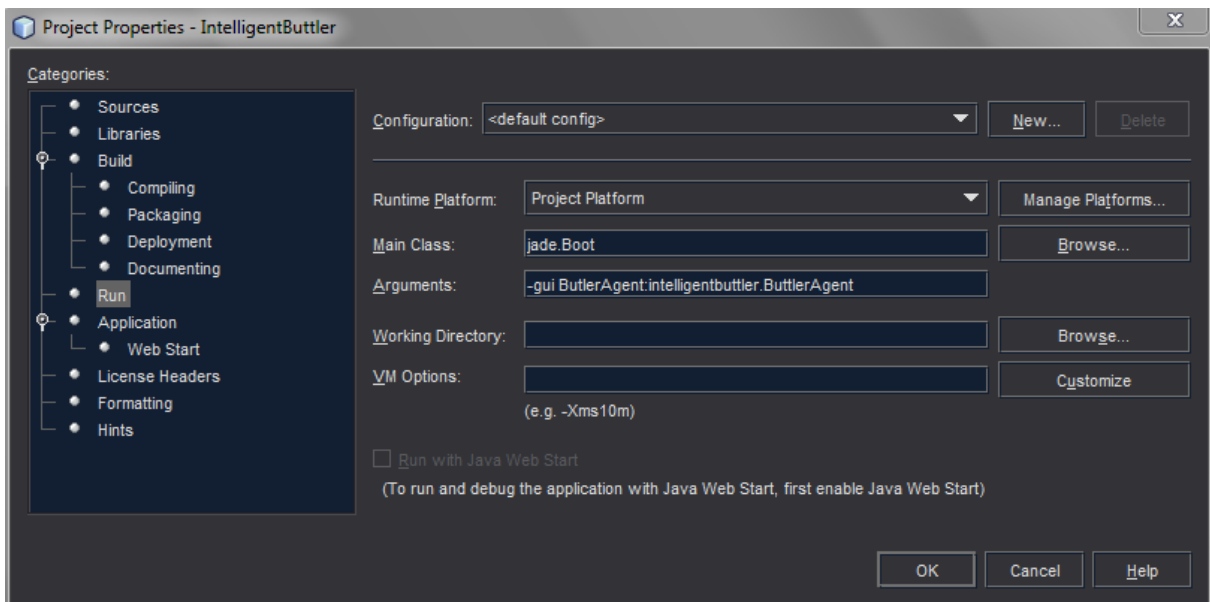 Project Properties - IntelligentButtler
X
Categories:
Sources
Libraries
Build
Compiling
Packaging
Deployment
Documenting
Run
Application
Web Start
License Headers
Formatting
Hints
Configuration: <default config> New... Delete
Runtime Platform: Project Platform Manage Platforms...
Main Class: jade.Boot Browse...
Arguments: -gui ButlerAgent:intelligentbuttler.ButtlerAgent
Working Directory: Browse...
VM Options: Customize
(e.g. -Xms10m)
Run with Java Web Start
(To run and debug the application with Java Web Start, first enable Java Web Start)
OK Cancel Help